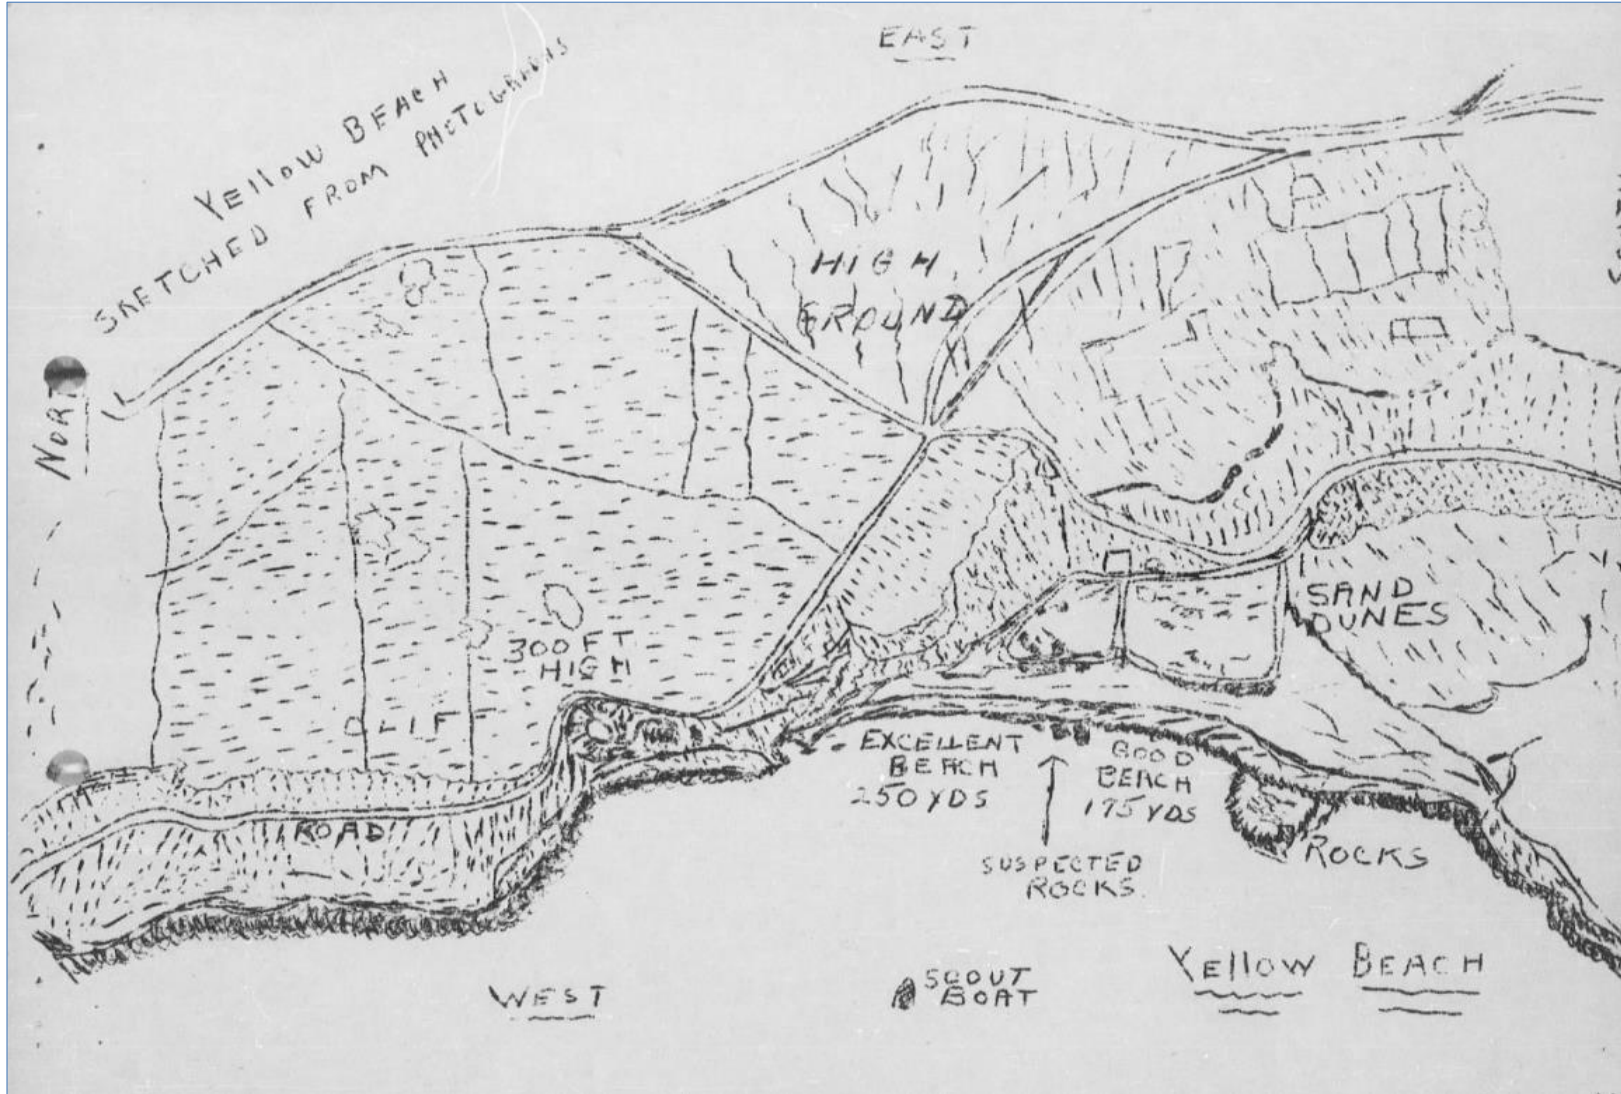 EAST
YELLOW BEACH
SKETCHED FROM PHOTOGRAPHS
HIGH
GROUND
NORT
300 FT
HIGH
CLIFF
SAND
DUNES
ROAD
EXCELLENT
BEACH
250 YDS
GOOD
BEACH
175 YDS
SUSPECTED
ROCKS
ROCKS
WEST
SCOUT
BOAT
YELLOW BEACH